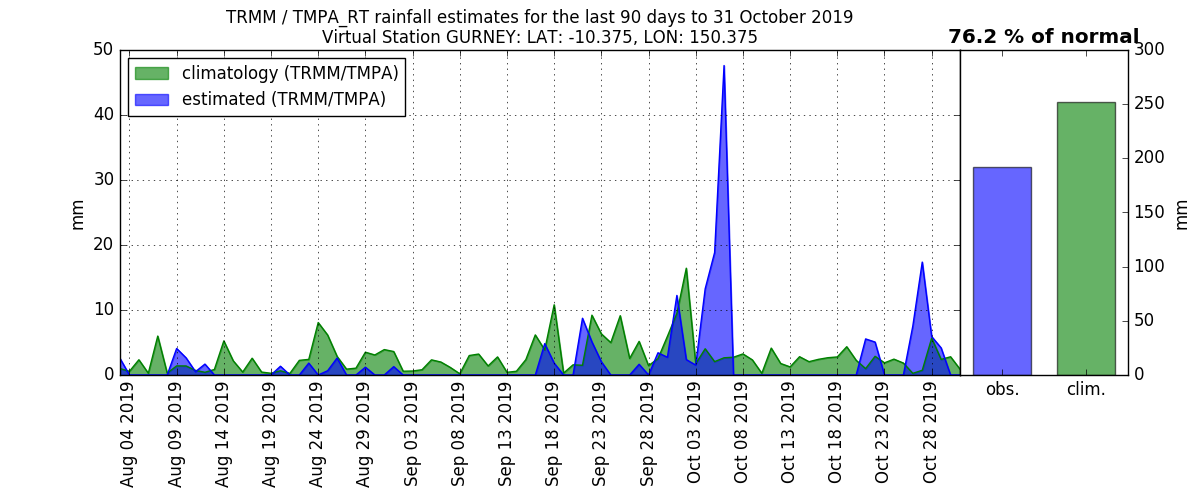 TRMM / TMPA_RT rainfall estimates for the last 90 days to 31 October 2019
Virtual Station GURNEY: LAT: -10.375, LON: 150.375
76.2 % of normal
climatology (TRMM/TMPA)
estimated (TRMM/TMPA)
mm
50
40
30
20
10
0
Aug 04 2019
Aug 09 2019
Aug 14 2019
Aug 19 2019
Aug 24 2019
Aug 29 2019
Sep 03 2019
Sep 08 2019
Sep 13 2019
Sep 18 2019
Sep 23 2019
Sep 28 2019
Oct 03 2019
Oct 08 2019
Oct 13 2019
Oct 18 2019
Oct 23 2019
Oct 28 2019
obs.
clim.
300
250
200
150
100
50
0
mm